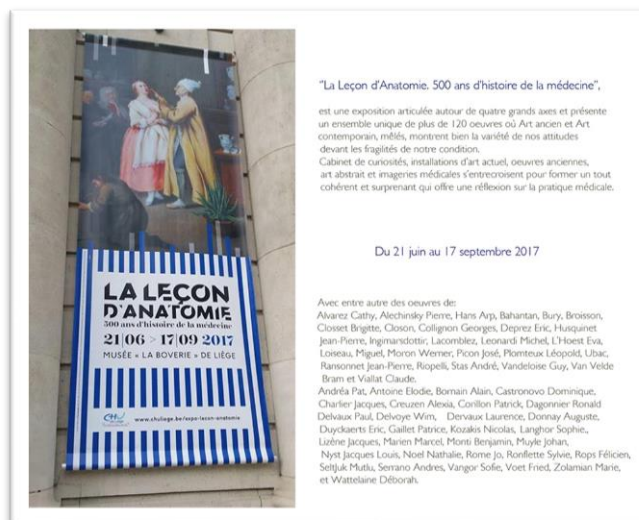 LA LEÇON
D'ANATOMIE
500 ans d'histoire de la médecine
21|06 > 17|09 2017
MUSÉE « LA BOVERIE » DE LIÈGE
www.chuliege.be/expo-lecon-anatomie
"La Leçon d'Anatomie. 500 ans d'histoire de la médecine",
est une exposition articulée autour de quatre grands axes et présente
un ensemble unique de plus de 120 oeuvres où Art ancien et Art
contemporain, mêlés, montrent bien la variété de nos attitudes
devant les fragilités de notre condition.
Cabinet de curiosités, installations d'art actuel, oeuvres anciennes,
art abstrait et imageries médicales s'entrecroisent pour former un tout
cohérent et surprenant qui offre une réflexion sur la pratique médicale.
Du 21 juin au 17 septembre 2017
Avec entre autre des oeuvres de:
Alvarez Cathy, Alechinsky Pierre, Hans Arp, Bahantan, Bury, Broisson,
Closset Brigitte, Closon, Collignon Georges, Deprez Eric, Husquinet
Jean-Pierre, Ingimarsdottir, Lacomblez, Leonardi Michel, L'Hoest Eva,
Loiseau, Miguel, Moron Werner, Picon José, Plomteux Léopold, Ubac,
Ransonnet Jean-Pierre, Riopelli, Stas André, Vandeloise Guy, Van Velde
Bram et Viallat Claude.
Andréa Pat, Antoine Elodie, Bornain Alain, Castronovo Dominique,
Charlier Jacques, Creuzen Alexia, Corillon Patrick, Dagonnier Ronald
Delvaux Paul, Delvoye Wim, Dervaux Laurence, Donnay Auguste,
Duyckaerts Eric, Gaillet Patrice, Kozakis Nicolas, Langhor Sophie.,
Lizène Jacques, Marien Marcel, Monti Benjamin, Muyle Johan,
Nyst Jacques Louis, Noel Nathalie, Rome Jo, Ronflette Sylvie, Rops Félicien,
Seltjuk Mutlu, Serrano Andres, Vangor Sofie, Voet Fried, Zolamian Marie,
et Wattelaine Déborah.